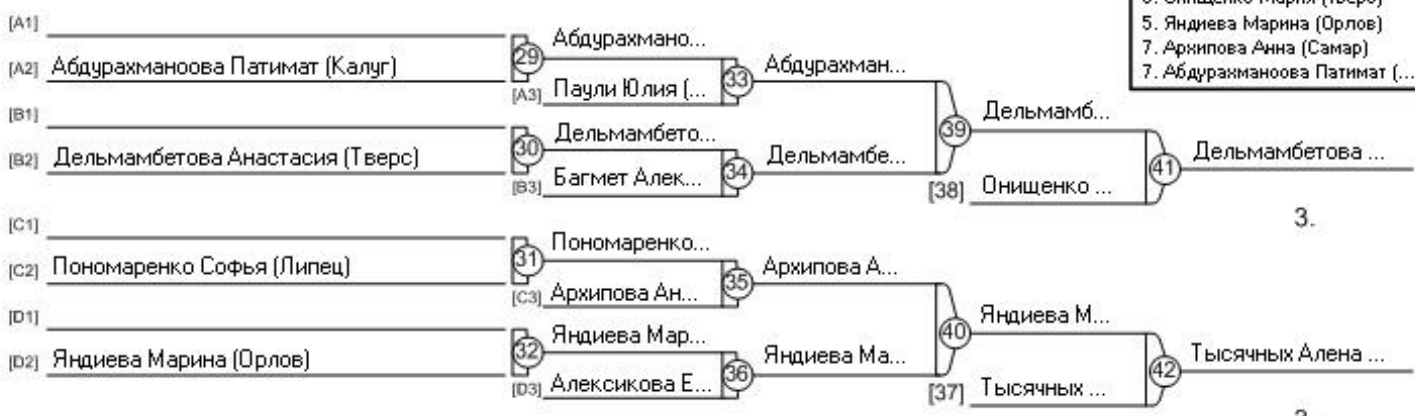 5. Яндиева Марина (Орлов)
7. Архипова Анна (Самар)
7. Абдурахманоова Патимат (...
[A1]
[A2] Абдурахманоова Патимат (Калуг)
29
Абдурахмано...
[A3] Паули Юлия (...
33
Абдурахман...
[B1]
[B2] Дельмамбетова Анастасия (Тверс)
30
Дельмамбето...
[B3] Багмет Алек...
34
Дельмамбе...
39
Дельмамб...
[38] Онищенко ...
41
Дельмамбетова ...
3.
[C1]
[C2] Пономаренко Софья (Липец)
31
Пономаренко...
[C3] Архипова Ан...
35
Архипова А...
[D1]
[D2] Яндиева Марина (Орлов)
32
Яндиева Мар...
[D3] Алексикова Е...
36
Яндиева Ма...
40
Яндиева М...
[37] Тысячных ...
42
Тысячных Алена ...